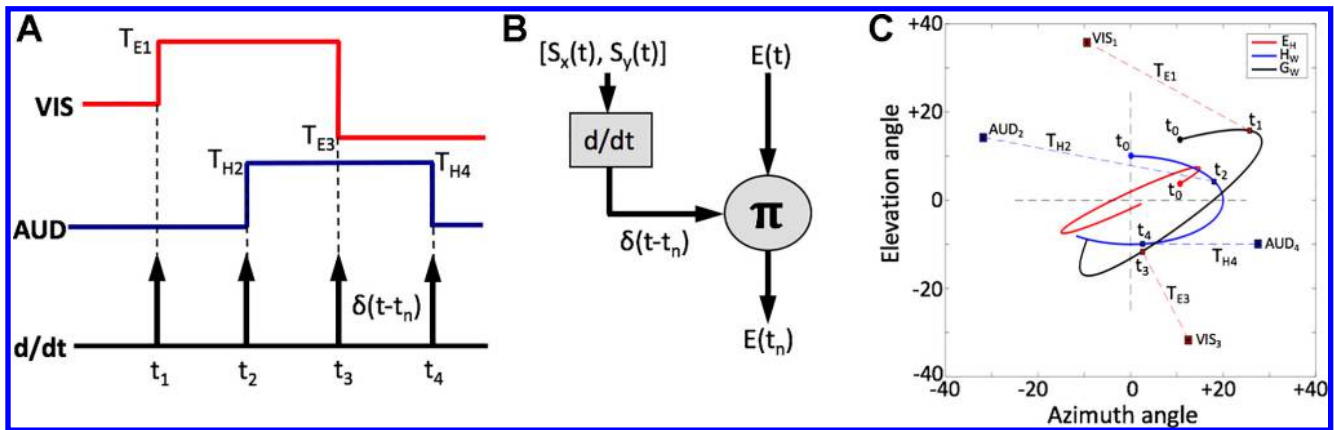 A
T_E1
VIS
T_E3
T_H2
T_H4
AUD
δ(t-t_n)
d/dt
t_1
t_2
t_3
t_4
B
[S_x(t), S_y(t)]
E(t)
d/dt
π
δ(t-t_n)
E(t_n)
C
+40
+20
0
-20
-40
Elevation angle
VIS_1
T_E1
E_H
H_W
G_W
AUD_2
T_H2
t_0
t_0
t_1
t_2
t_0
t_4
t_3
AUD_4
T_H4
T_E3
VIS_3
-40
-20
0
+20
+40
Azimuth angle